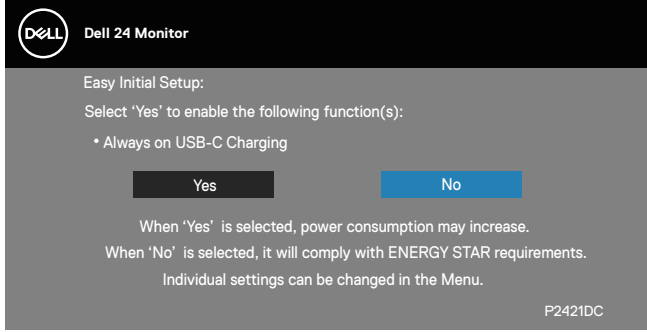 DELL
Dell 24 Monitor
Easy Initial Setup:
Select ‘Yes’ to enable the following function(s):
• Always on USB-C Charging
Yes
No
When ‘Yes’ is selected, power consumption may increase.
When ‘No’ is selected, it will comply with ENERGY STAR requirements.
Individual settings can be changed in the Menu.
P2421DC